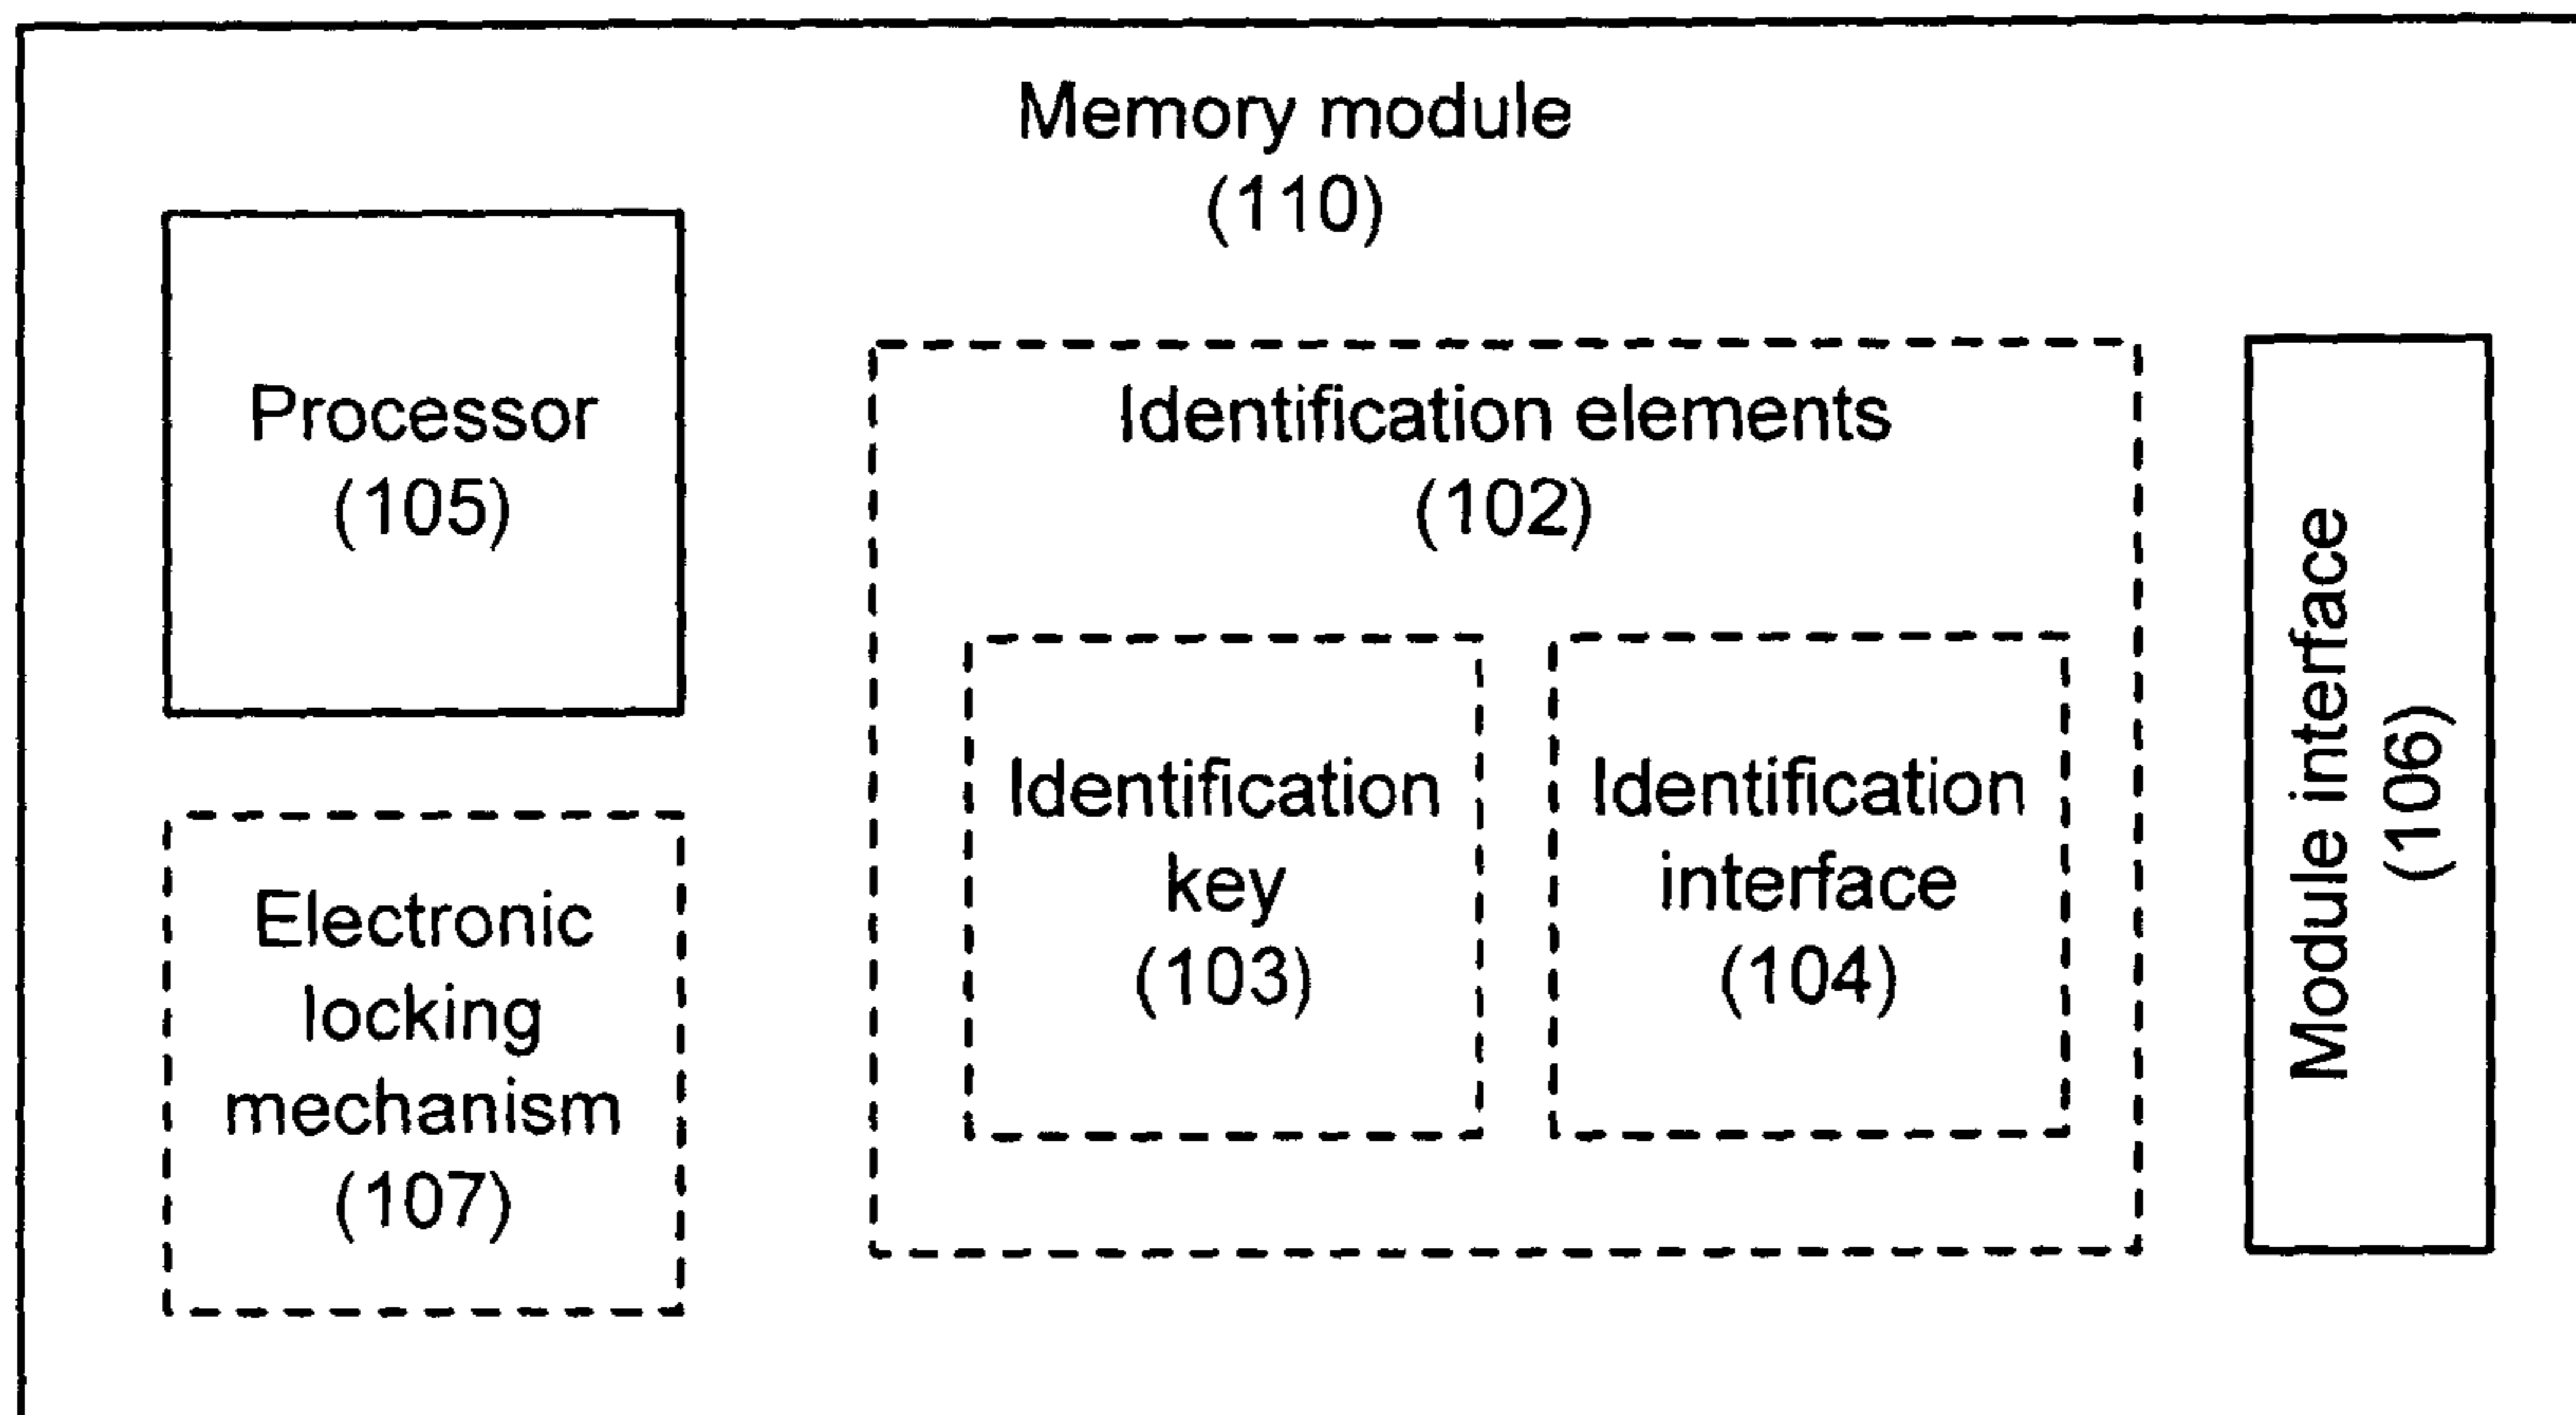 Memory module
(110)
Processor
(105)
Identification elements
(102)
Identification
key
(103)
Identification
interface
(104)
Module interface
(106)
Electronic
locking
mechanism
(107)